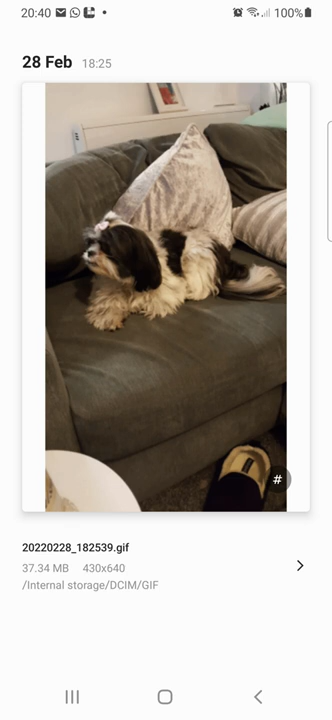 20:40
100%
28 Feb 18:25
#
20220228_182539.gif
37.34 MB 430x640
/Internal storage/DCIM/GIF